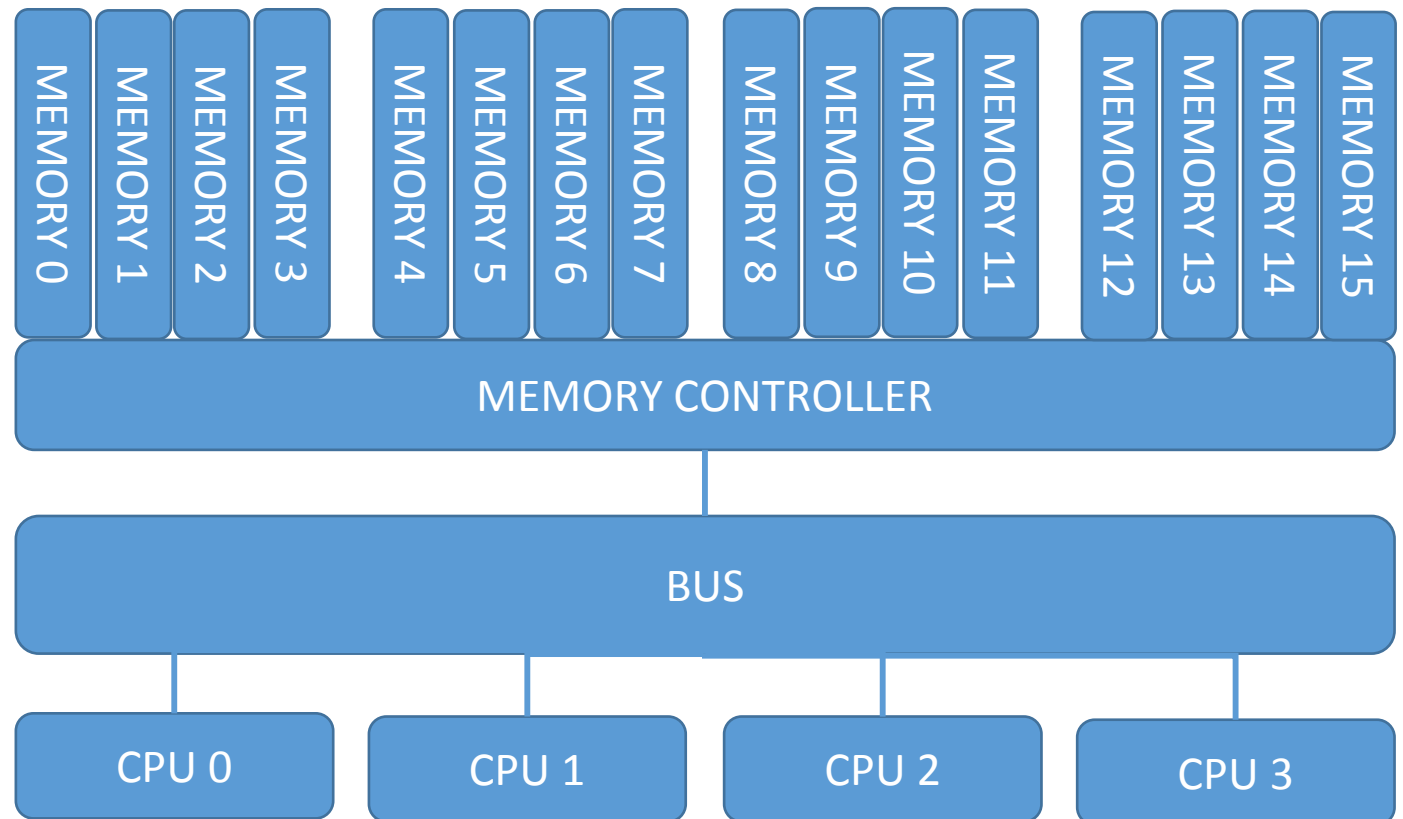 MEMORY 0
MEMORY 1
MEMORY 2
MEMORY 3
MEMORY 4
MEMORY 5
MEMORY 6
MEMORY 7
MEMORY 8
MEMORY 9
MEMORY 10
MEMORY 11
MEMORY 12
MEMORY 13
MEMORY 14
MEMORY 15
MEMORY CONTROLLER
BUS
CPU 0
CPU 1
CPU 2
CPU 3